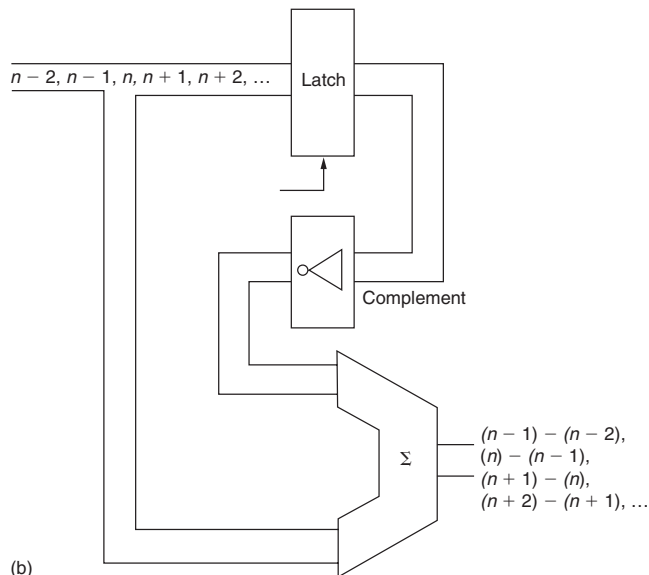 n − 2, n − 1, n, n + 1, n + 2, ...
Latch
Complement
Σ
(n − 1) − (n − 2),
(n) − (n − 1),
(n + 1) − (n),
(n + 2) − (n + 1), ...
(b)